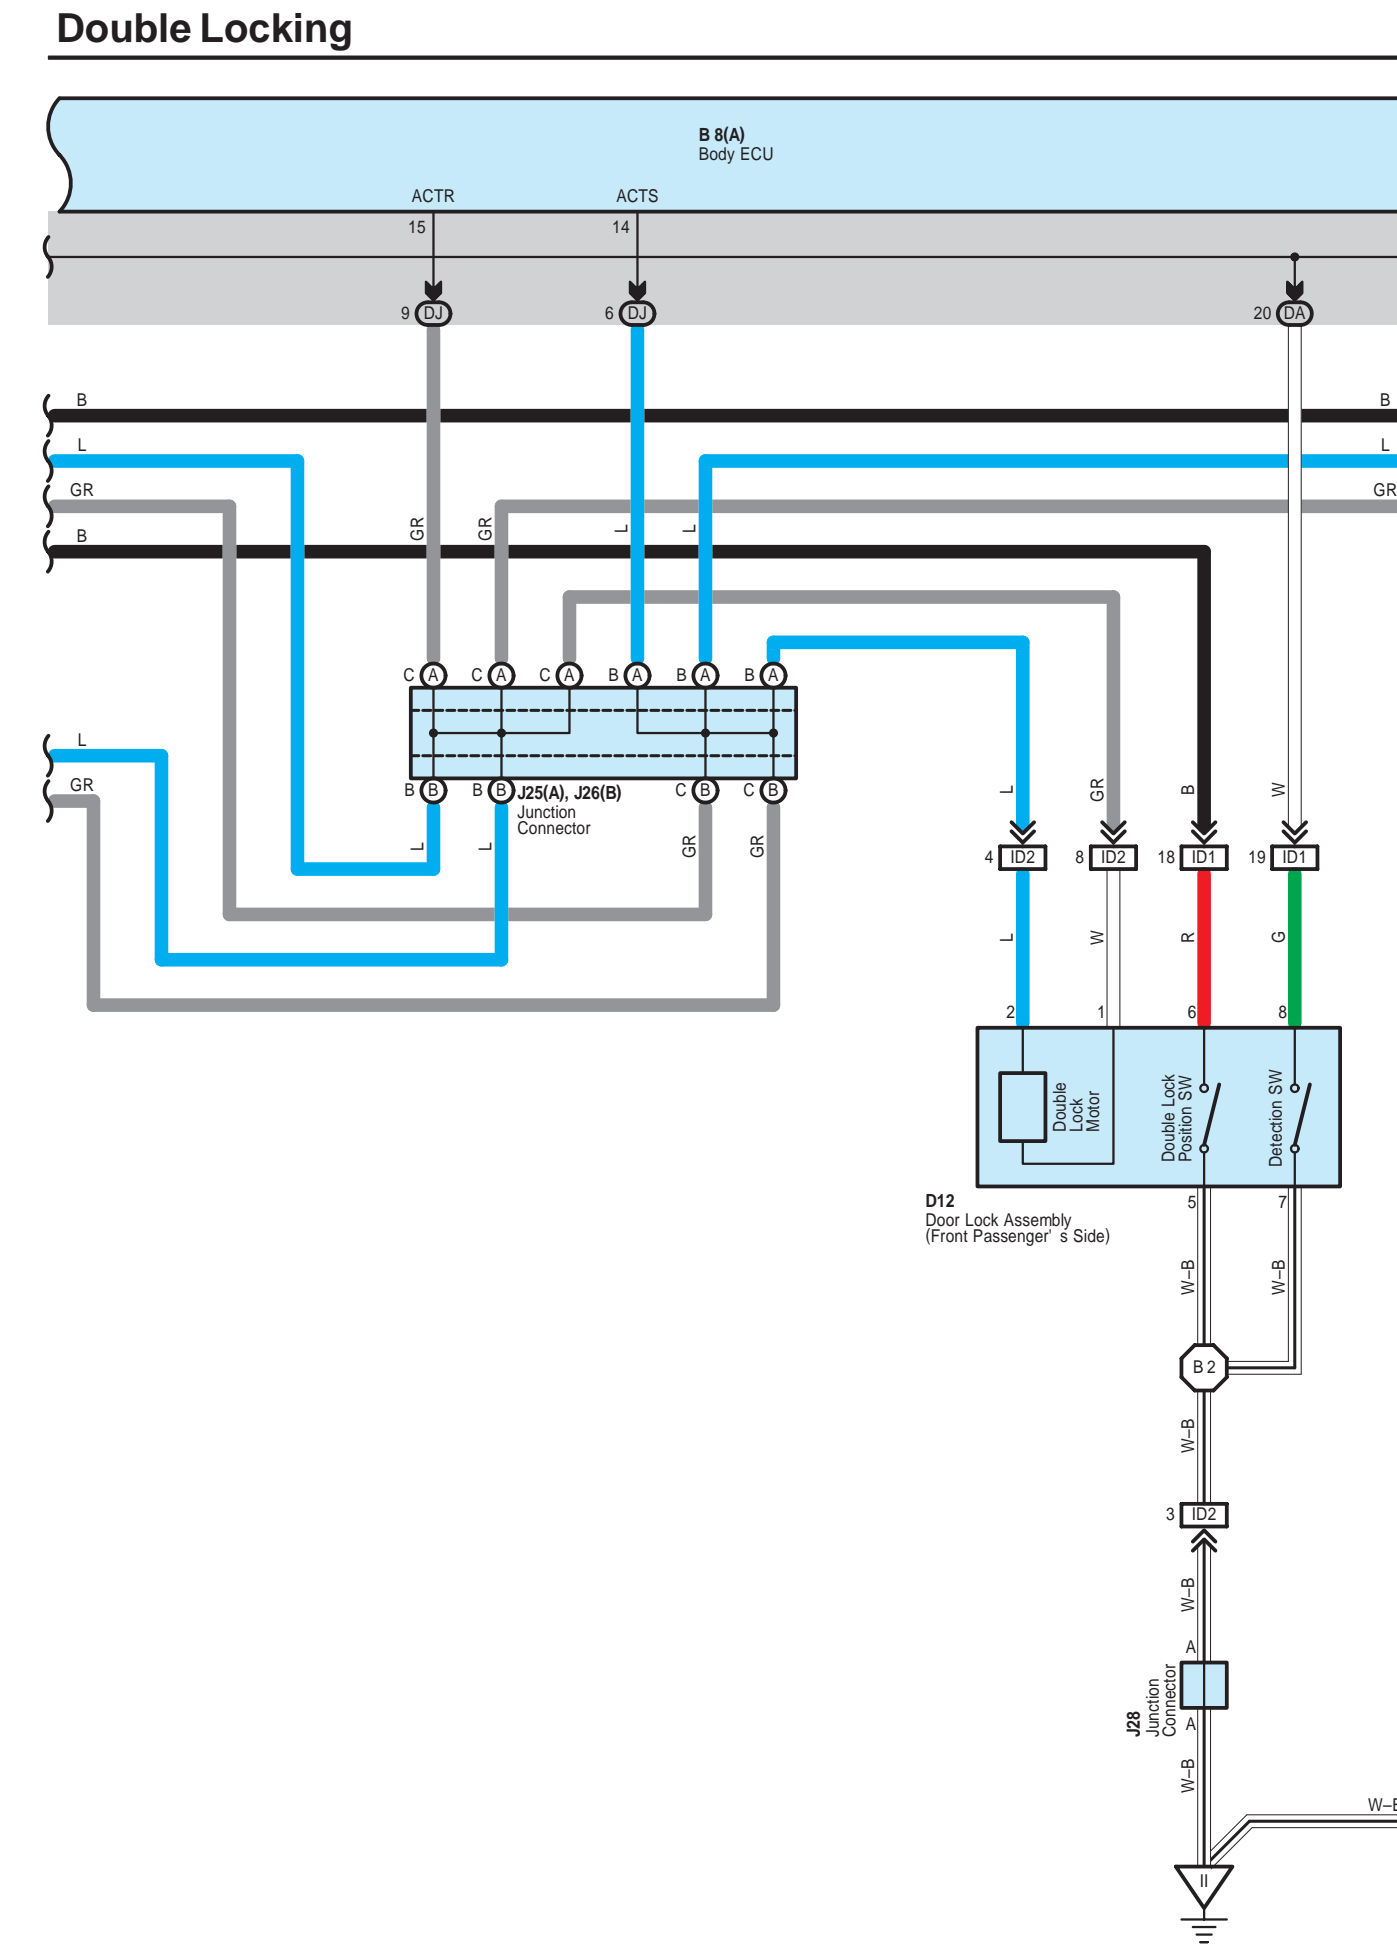 Double Locking
B 8(A)
Body ECU
ACTR
ACTS
15
14
9 DJ
6 DJ
20 DA
B
B
L
L
GR
GR
B
GR
GR
L
L
C A
C A
C A
B A
B A
B A
L
GR
B B
B B
C B
C B
J25(A), J26(B)
Junction
Connector
L
L
GR
GR
L
GR
B
W
4 ID2
8 ID2
18 ID1
19 ID1
L
W
R
G
2
1
6
8
Double
Lock
Motor
Double Lock
Position SW
Detection SW
D12
Door Lock Assembly
(Front Passenger' s Side)
5
7
W–B
W–B
B 2
W–B
3 ID2
W–B
A
J28
Junction
Connector
A
W–B
W–B
II